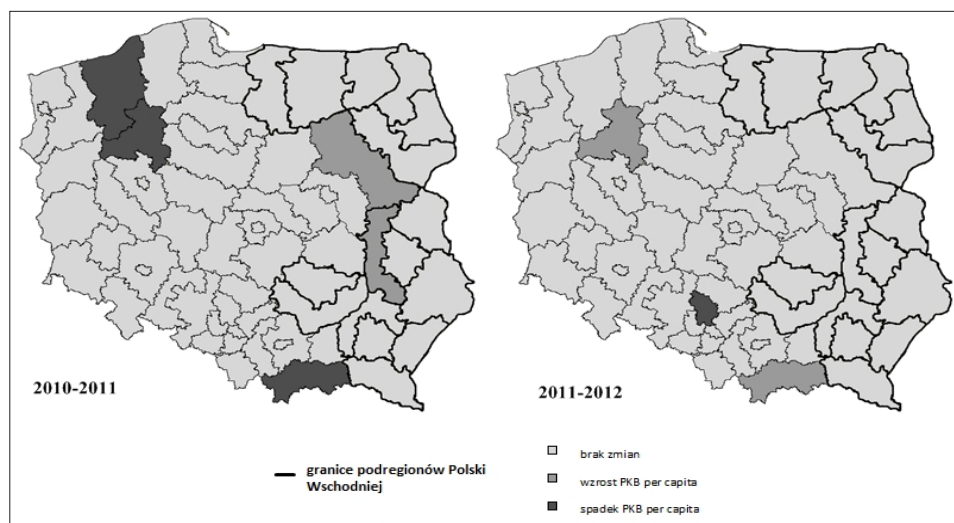 2010-2011
2011-2012
granice podregionów Polski
Wschodniej
brak zmian
wzrost PKB per capita
spadek PKB per capita